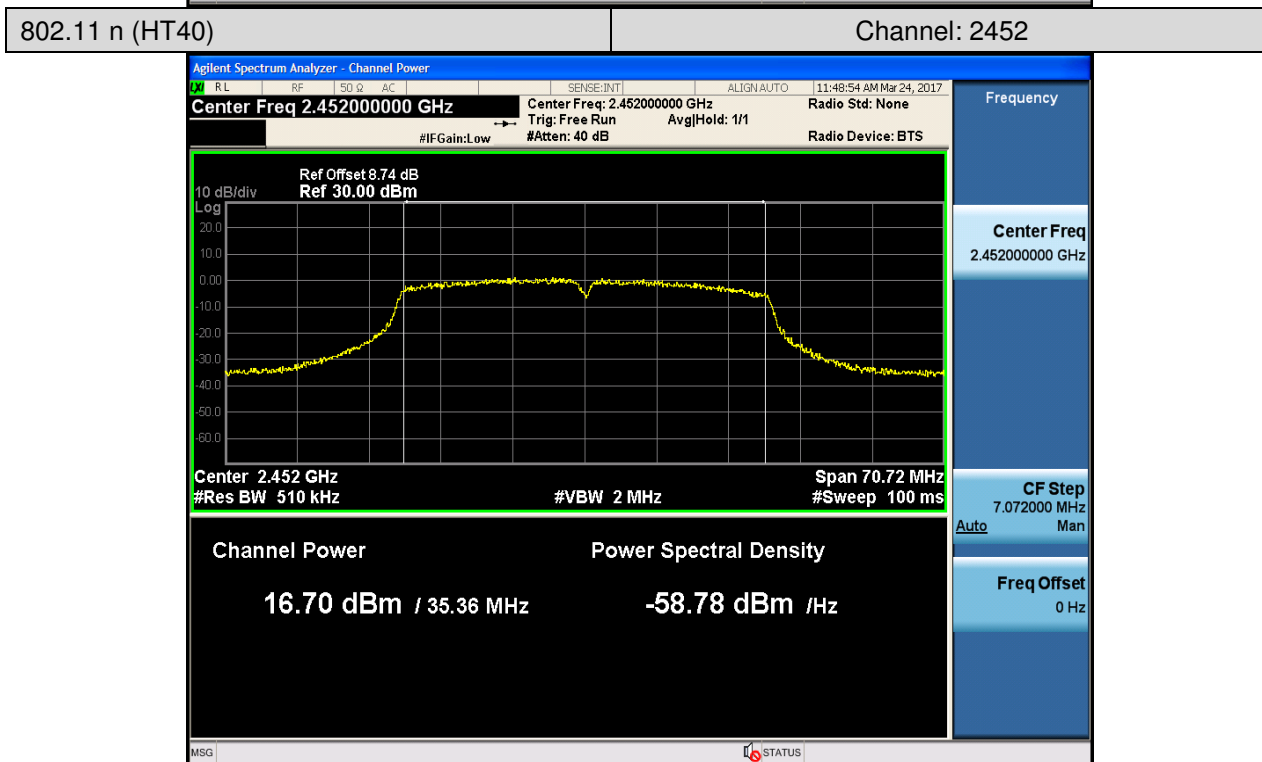 802.11 n (HT40) Channel: 2452
Agilent Spectrum Analyzer - Channel Power
LXI RL RF 50 Ω AC SENSE:INT ALIGN AUTO 11:48:54 AM Mar 24, 2017
Center Freq 2.452000000 GHz
Center Freq: 2.452000000 GHz
Radio Std: None
Trig: Free Run Avg|Hold: 1/1
#IFGain:Low
#Atten: 40 dB
Radio Device: BTS
Frequency
Ref Offset 8.74 dB
10 dB/div Ref 30.00 dBm
Log
20.0
10.0
0.00
-10.0
-20.0
-30.0
-40.0
-50.0
-60.0
Center 2.452 GHz Span 70.72 MHz
#Res BW 510 kHz #VBW 2 MHz #Sweep 100 ms
Channel Power Power Spectral Density
16.70 dBm / 35.36 MHz -58.78 dBm /Hz
Center Freq
2.452000000 GHz
CF Step
7.072000 MHz
Auto Man
Freq Offset
0 Hz
MSG STATUS